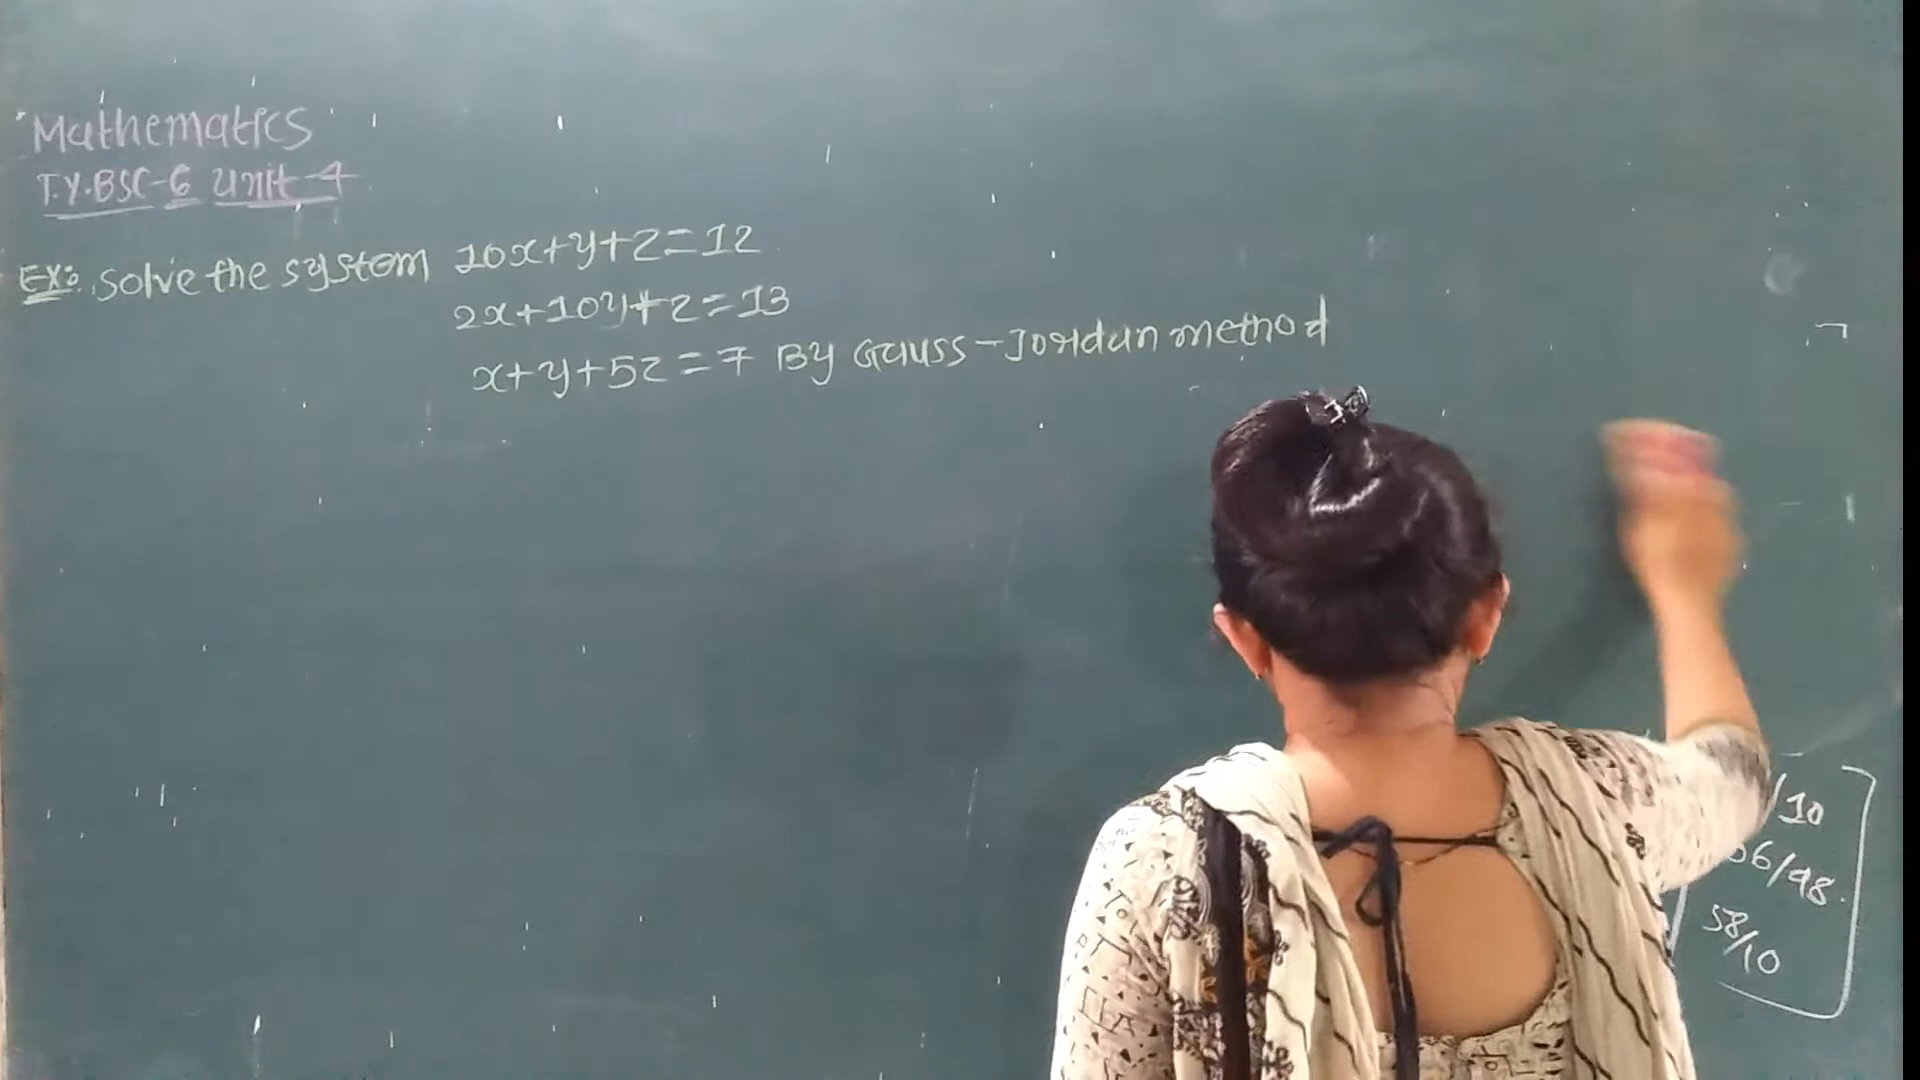 Mathematics
T.Y.BSC-6 Unit-4
EX: Solve the system 10x+y+z=12
2x+10y+z=13
x+y+5z=7 By Gauss-Jordan method
/10
06/98
58/10